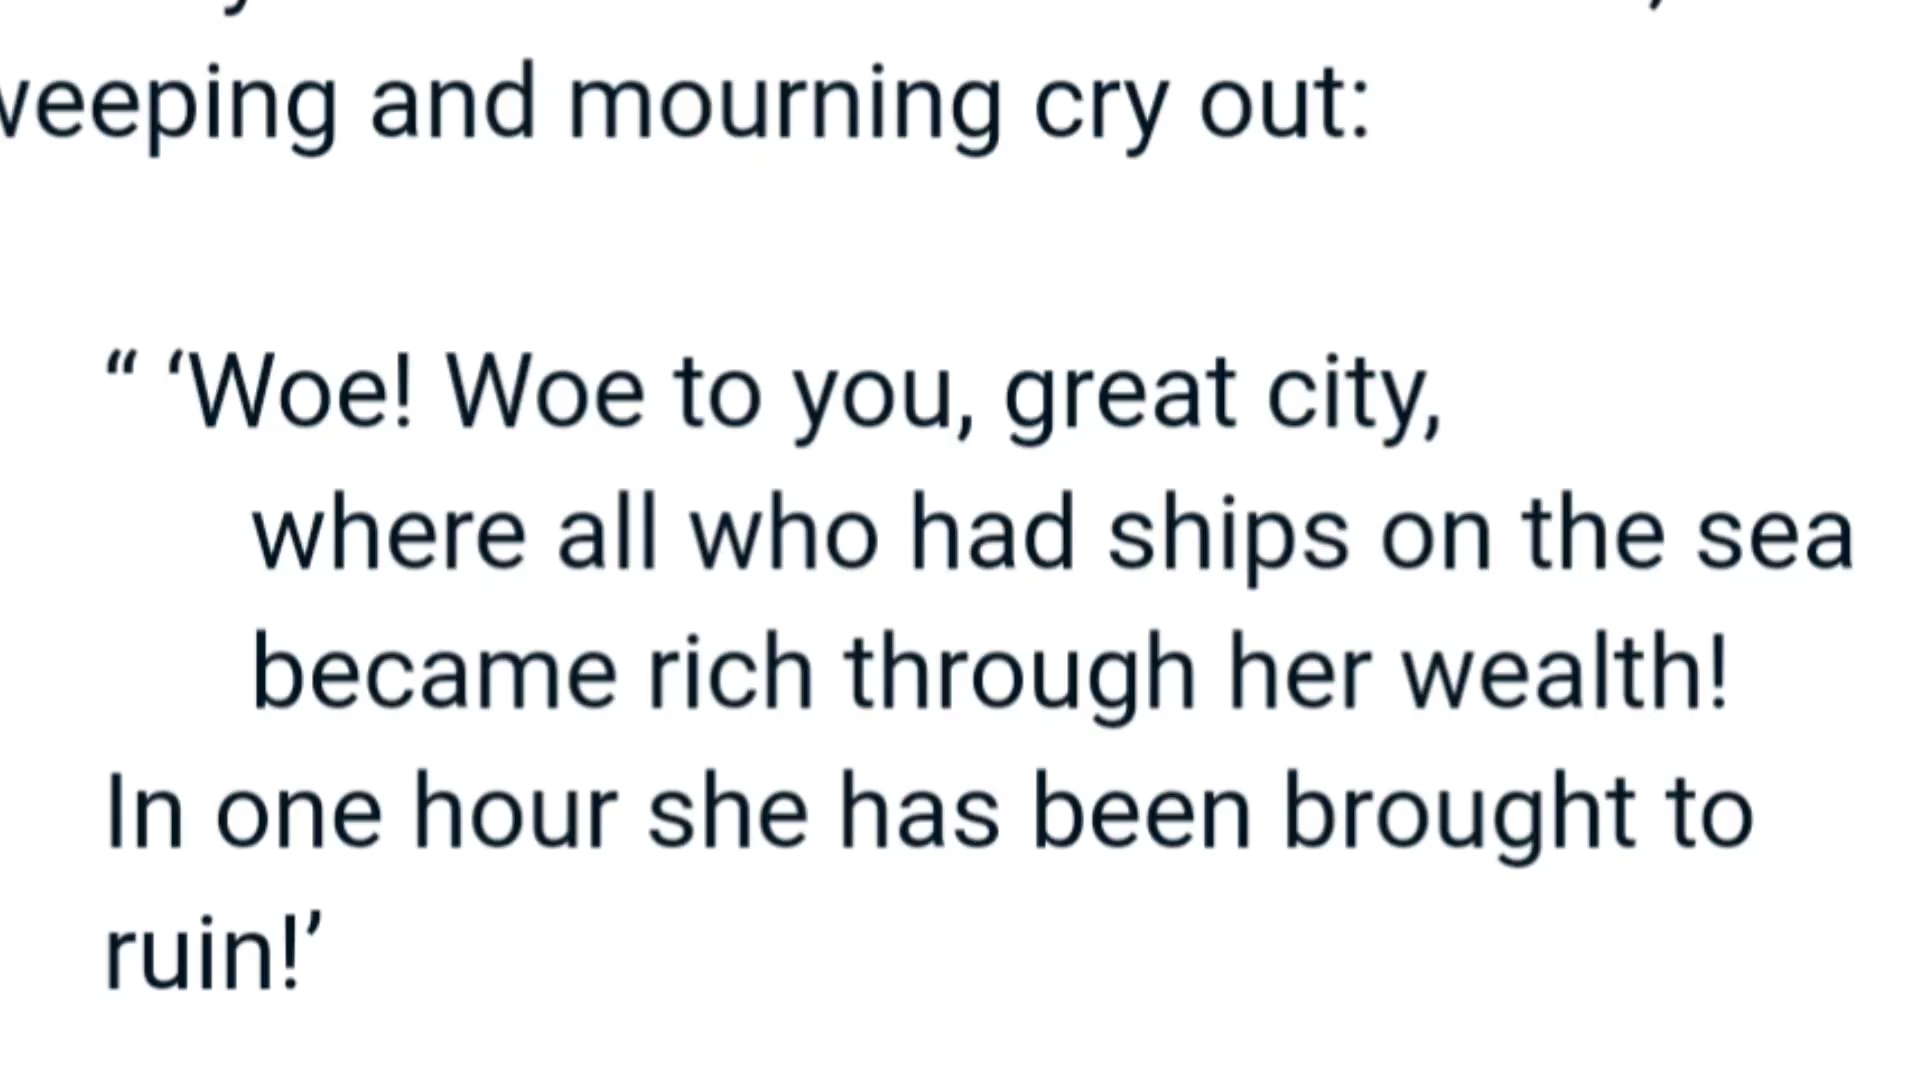 weeping and mourning cry out:
“ ‘Woe! Woe to you, great city,
where all who had ships on the sea
became rich through her wealth!
In one hour she has been brought to
ruin!’